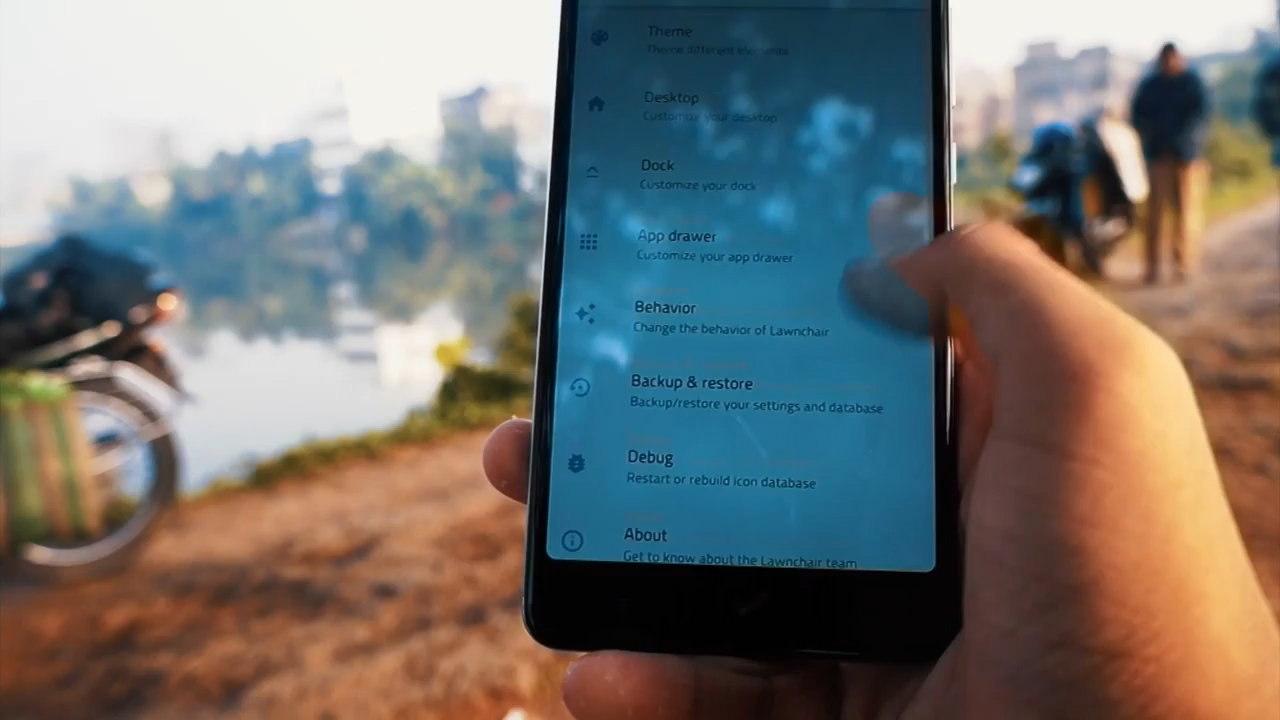 Theme
Theme different elements
Desktop
Customize your desktop
Dock
Customize your dock
App drawer
Customize your app drawer
Behavior
Change the behavior of Lawnchair
Backup & restore
Backup/restore your settings and database
Debug
Restart or rebuild icon database
About
Get to know about the Lawnchair team